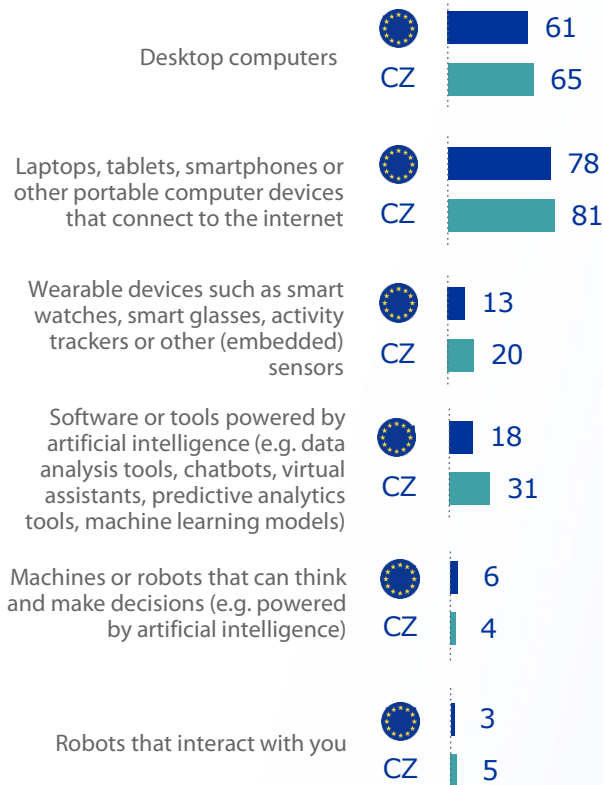 61
Desktop computers
CZ
65
Laptops, tablets, smartphones or
78
other portable computer devices
that connect to the internet
CZ
81
Wearable devices such as smart
13
watches, smart glasses, activity
trackers or other (embedded)
CZ
20
sensors
Software or tools powered by
artificial intelligence (e.g. data
18
analysis tools, chatbots, virtual
assistants, predictive analytics
CZ
31
tools, machine learning models)
Machines or robots that can think
6
and make decisions (e.g. powered
by artificial intelligence)
CZ
4
3
Robots that interact with you
CZ
5